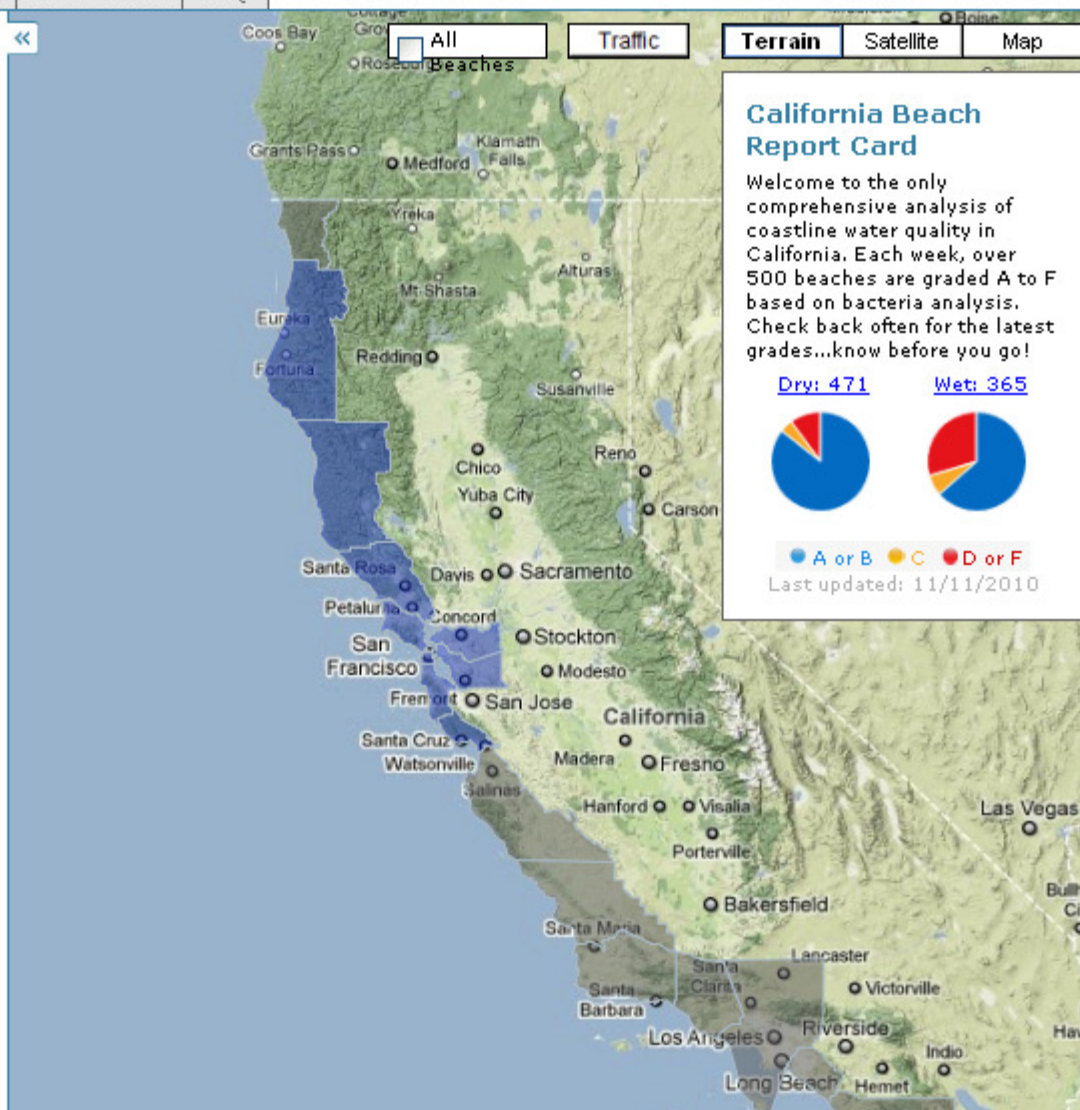 Coos Bay
All
Beaches
Traffic
Terrain
Satellite
Map
Boise
Roseburg
California Beach
Report Card
Welcome to the only
comprehensive analysis of
coastline water quality in
California. Each week, over
500 beaches are graded A to F
based on bacteria analysis.
Check back often for the latest
grades...know before you go!
Dry: 471
Wet: 365
A or B
C
D or F
Last updated: 11/11/2010
Grants Pass
Medford
Klamath
Falls
Yreka
Alturas
Mt Shasta
Eureka
Fortuna
Redding
Susanville
Chico
Reno
Yuba City
Carson
Santa Rosa
Davis
Sacramento
Petaluma
Concord
San
Francisco
Stockton
Modesto
Fremont
San Jose
California
Santa Cruz
Watsonville
Madera
Fresno
Salinas
Hanford
Visalia
Las Vegas
Porterville
Bakersfield
Santa Maria
Lancaster
Santa
Clarita
Victorville
Santa
Barbara
Los Angeles
Riverside
Indio
Long Beach
Hemet